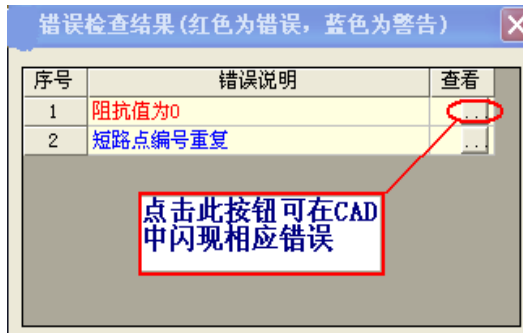 错误检查结果(红色为错误，蓝色为警告)
序号 错误说明 查看
1 阻抗值为0 ...
2 短路点编号重复 ...
点击此按钮可在CAD
中闪现相应错误